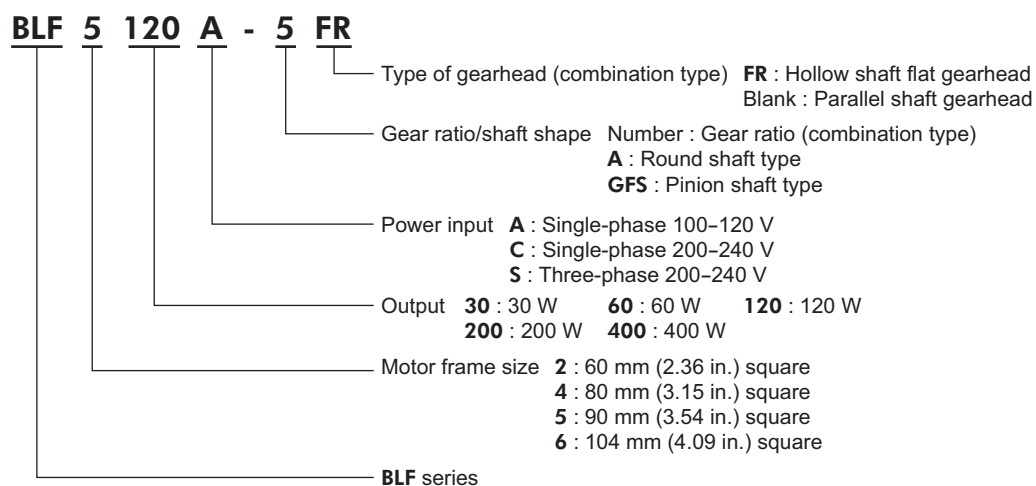 BLF 5 120 A - 5 FR
Type of gearhead (combination type) FR : Hollow shaft flat gearhead
Blank : Parallel shaft gearhead
Gear ratio/shaft shape Number : Gear ratio (combination type)
A : Round shaft type
GFS : Pinion shaft type
Power input A : Single-phase 100–120 V
C : Single-phase 200–240 V
S : Three-phase 200–240 V
Output 30 : 30 W 60 : 60 W 120 : 120 W
200 : 200 W 400 : 400 W
Motor frame size 2 : 60 mm (2.36 in.) square
4 : 80 mm (3.15 in.) square
5 : 90 mm (3.54 in.) square
6 : 104 mm (4.09 in.) square
BLF series